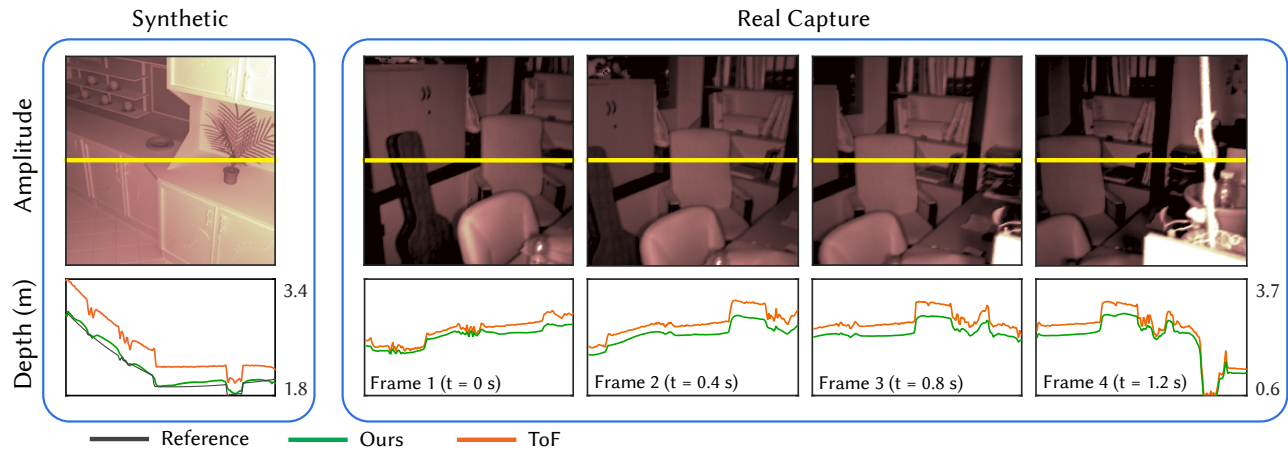 Synthetic
Real Capture
Amplitude
Depth (m)
3.4
1.8
3.7
0.6
Frame 1 (t = 0 s)
Frame 2 (t = 0.4 s)
Frame 3 (t = 0.8 s)
Frame 4 (t = 1.2 s)
Reference
Ours
ToF